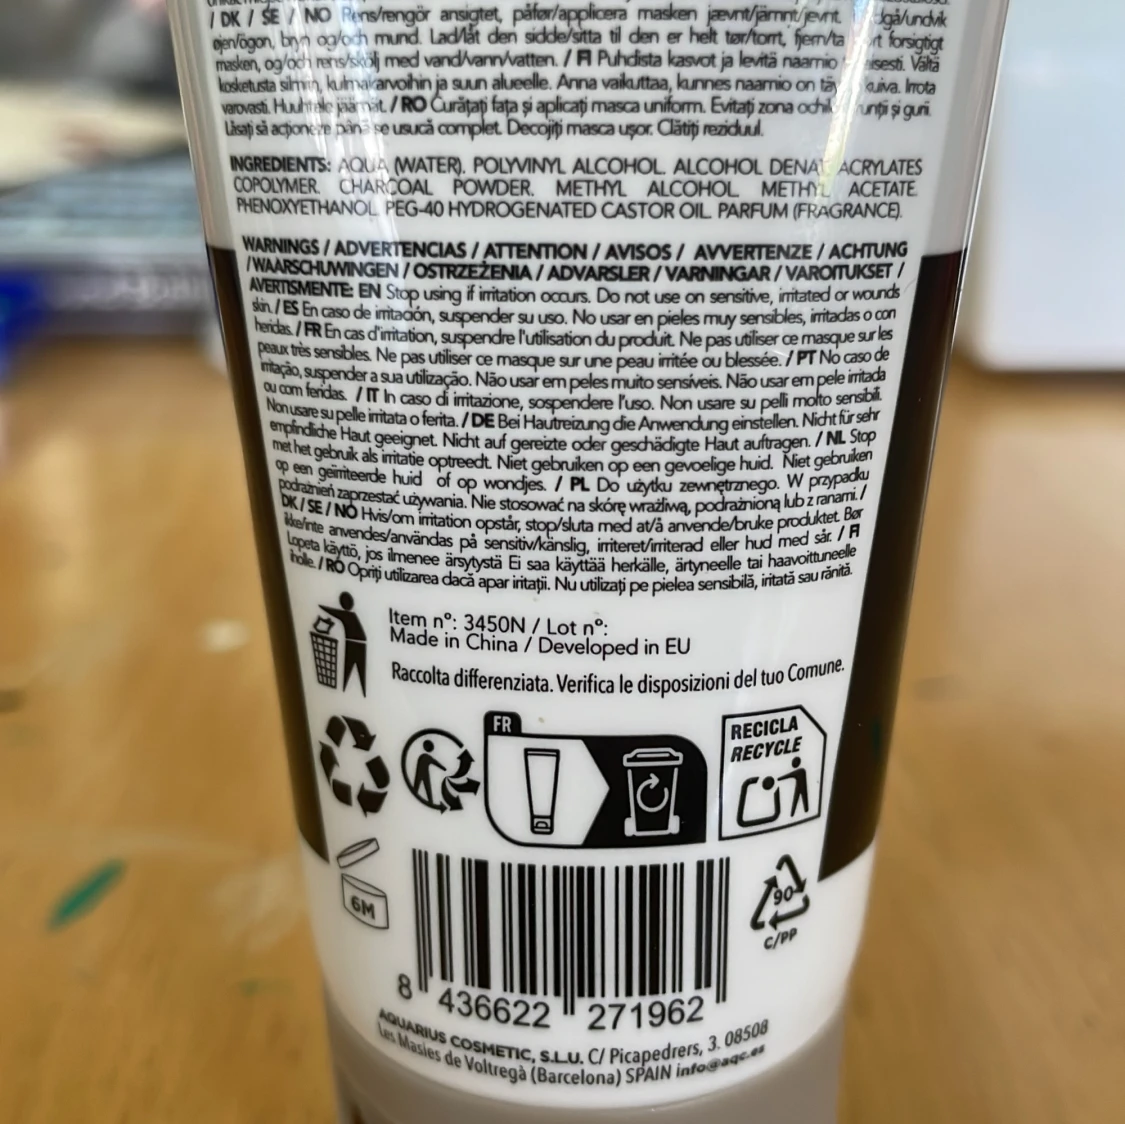 / DK / SE / NO Rens/rengör ansigtet, påfør/applicera masken jævnt/jämnt/jevnt. dgå/undvik
øjen/ögon, bryn og/och mund. Lad/låt den sidde/sitta til den er helt tør/torrt, fjern/ta rt forsigtigt
masken, og/och rens/skölj med vand/vann/vatten. / FI Puhdista kasvot ja levitä naamio isesti. Vältä
kosketusta silmiin, kulmakarvoihin ja suun alueelle. Anna vaikuttaa, kunnes naamio on kuiva. Irrota
varovasti. Huuhtele jäämät. / RO Curățați fața și aplicați masca uniform. Evitați zona ochil runții și gurii.
Lăsați să acționeze până se usucă complet. Decojiți masca ușor. Clătiți reziduul.
INGREDIENTS: AQUA (WATER). POLYVINYL ALCOHOL. ALCOHOL DENAT ACRYLATES
COPOLYMER. CHARCOAL POWDER. METHYL ALCOHOL. METHYL ACETATE.
PHENOXYETHANOL. PEG-40 HYDROGENATED CASTOR OIL. PARFUM (FRAGRANCE).
WARNINGS / ADVERTENCIAS / ATTENTION / AVISOS / AVVERTENZE / ACHTUNG
/WAARSCHUWINGEN / OSTRZEŻENIA / ADVARSLER / VARNINGAR / VAROITUKSET /
AVERTISMENTE: EN Stop using if irritation occurs. Do not use on sensitive, irritated or wounds
skin. / ES En caso de irritación, suspender su uso. No usar en pieles muy sensibles, irritadas o con
heridas. / FR En cas d'irritation, suspendre l'utilisation du produit. Ne pas utiliser ce masque sur les
peaux très sensibles. Ne pas utiliser ce masque sur une peau irritée ou blessée. / PT No caso de
irritação, suspender a sua utilização. Não usar em peles muito sensíveis. Não usar em pele irritada
ou com feridas. / IT In caso di irritazione, sospendere l'uso. Non usare su pelli molto sensibili.
Non usare su pelle irritata o ferita. / DE Bei Hautreizung die Anwendung einstellen. Nicht für sehr
empfindliche Haut geeignet. Nicht auf gereizte oder geschädigte Haut auftragen. / NL Stop
met het gebruik als irritatie optreedt. Niet gebruiken op een gevoelige huid. Niet gebruiken
op een geïrriteerde huid of op wondjes. / PL Do użytku zewnętrznego. W przypadku
podrażnień zaprzestać używania. Nie stosować na skórę wrażliwą, podrażnioną lub z ranami. /
DK / SE / NO Hvis/om irritation opstår, stop/sluta med at/å anvende/bruke produktet. Bør
ikke/inte anvendes/användas på sensitiv/känslig, irriteret/irriterad eller hud med sår. / FI
Lopeta käyttö, jos ilmenee ärsytystä Ei saa käyttää herkälle, ärtyneelle tai haavoittuneelle
iholle. / RO Opriți utilizarea dacă apar iritații. Nu utilizați pe pielea sensibilă, iritată sau rănită.
Item nº: 3450N / Lot nº:
Made in China / Developed in EU
Raccolta differenziata. Verifica le disposizioni del tuo Comune.
FR
RECICLA
RECYCLE
6M
90
C/PP
8 436622 271962
AQUARIUS COSMETIC, S.L.U. C/ Picapedrers, 3. 08508
Les Masies de Voltregà (Barcelona) SPAIN info@aqc.es